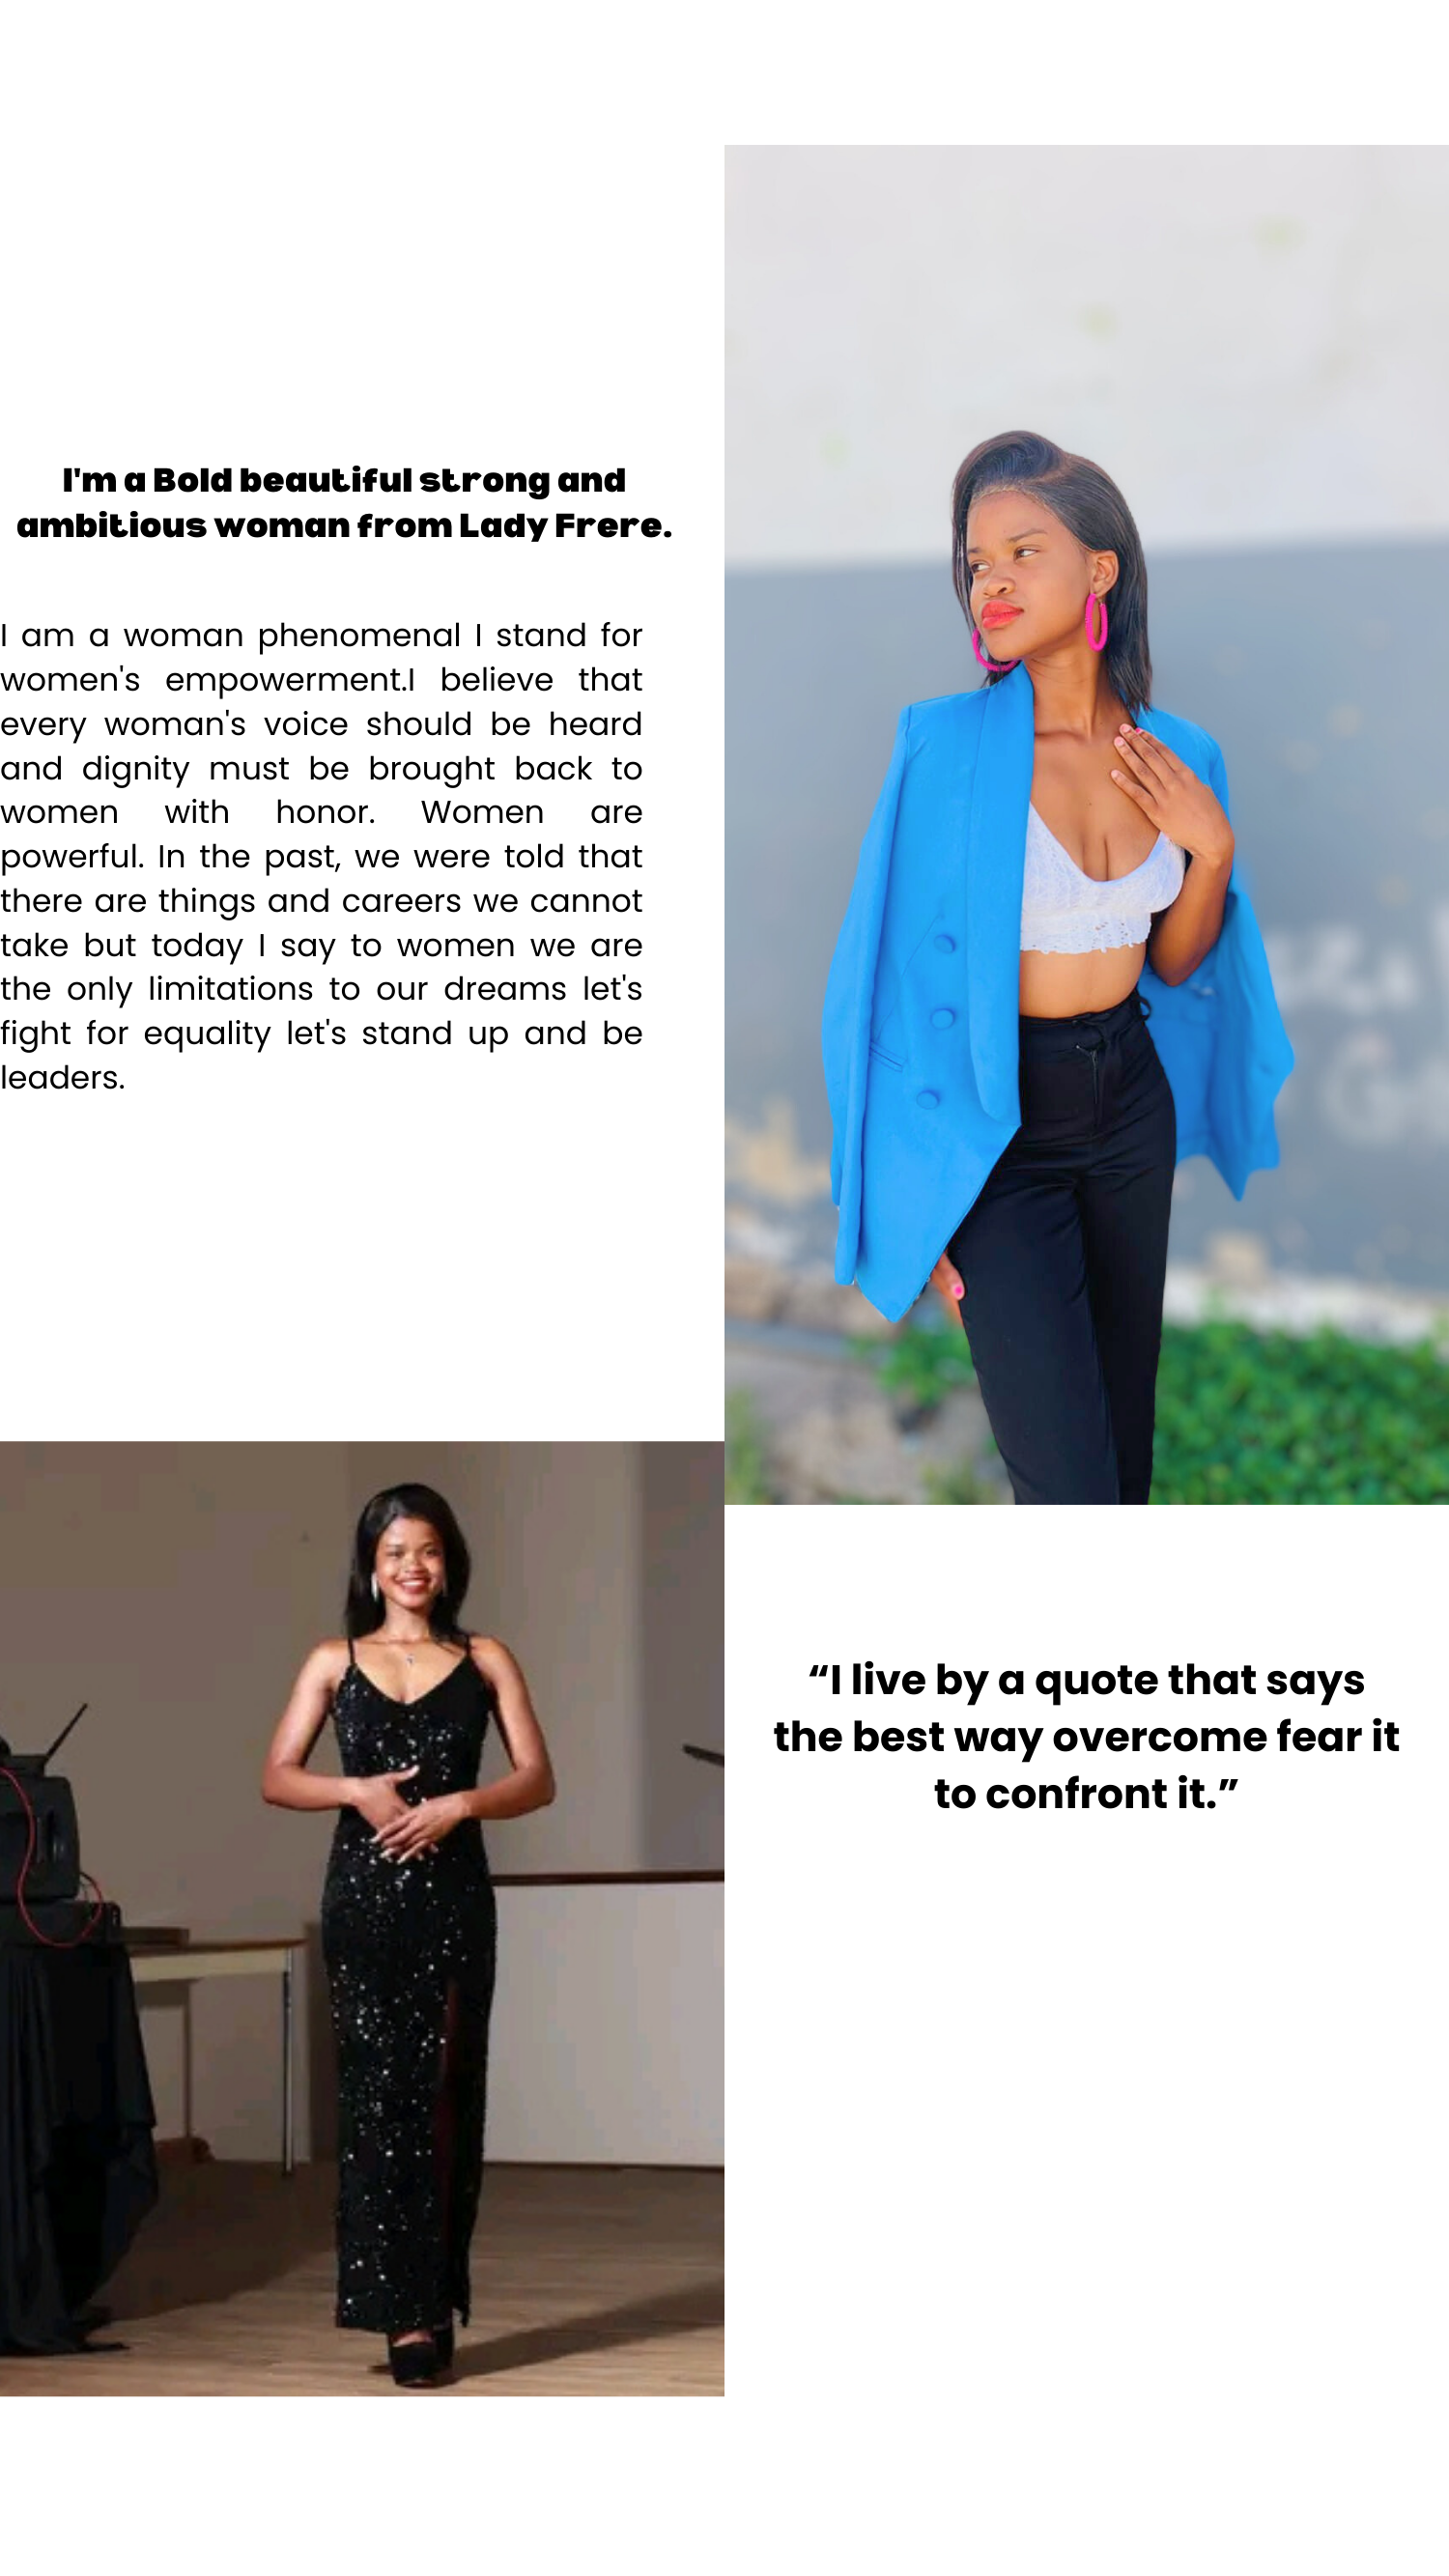 I'm a Bold beautiful strong and
ambitious woman from Lady Frere.
I am a woman phenomenal I stand for
women's empowerment.I believe that
every woman's voice should be heard
and dignity must be brought back to
women with honor. Women are
powerful. In the past, we were told that
there are things and careers we cannot
take but today I say to women we are
the only limitations to our dreams let's
fight for equality let's stand up and be
leaders.
“I live by a quote that says
the best way overcome fear it
to confront it.”